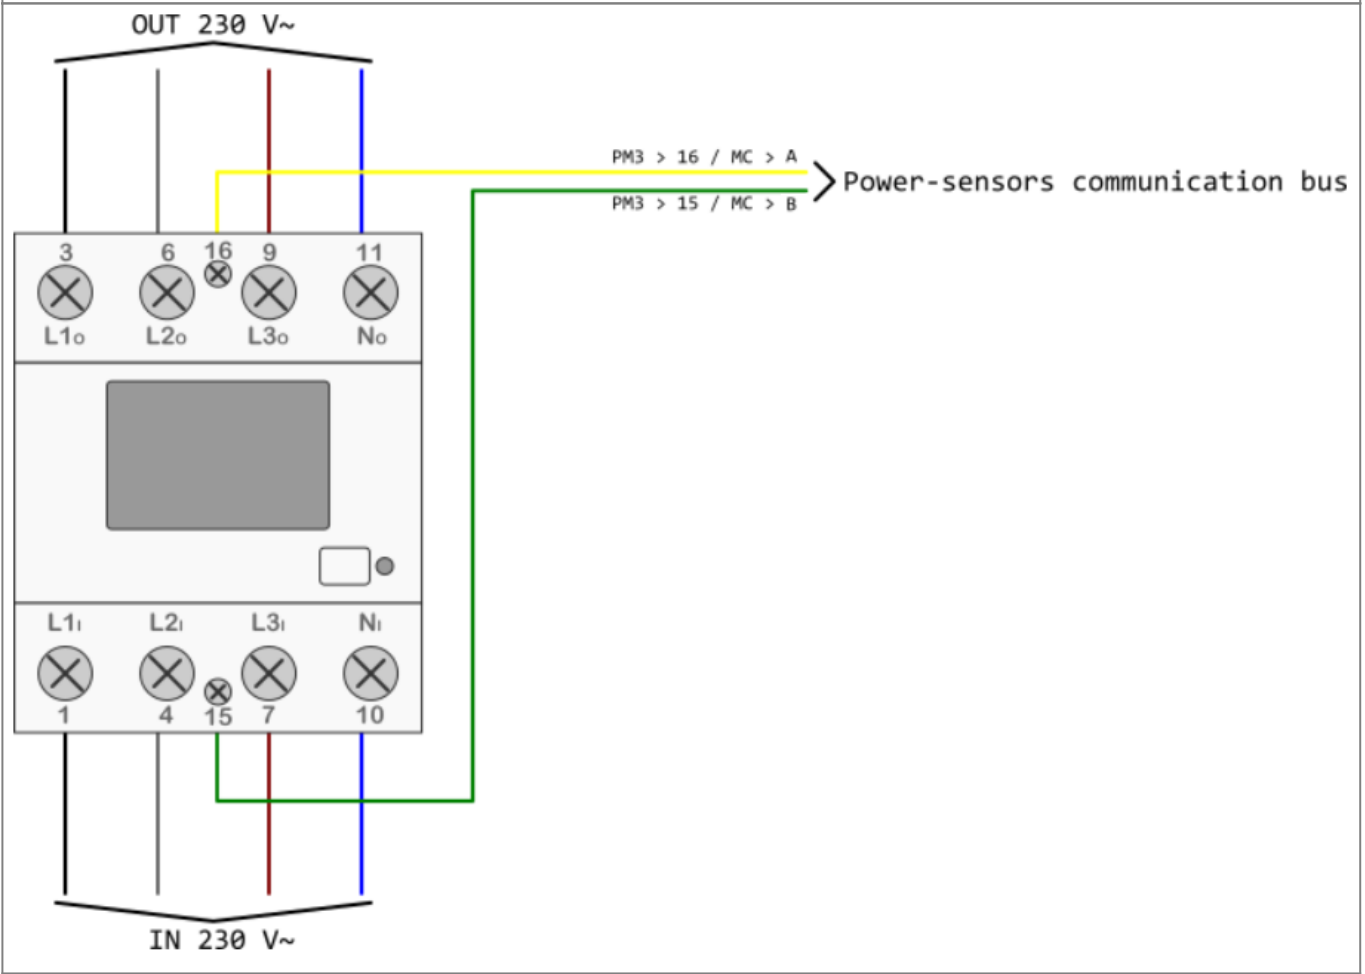 OUT 230 V~
PM3 > 16 / MC > A
Power-sensors communication bus
PM3 > 15 / MC > B
3 6 16 9 11
L1o L2o L3o No
L1I L2I L3I NI
1 4 15 7 10
IN 230 V~